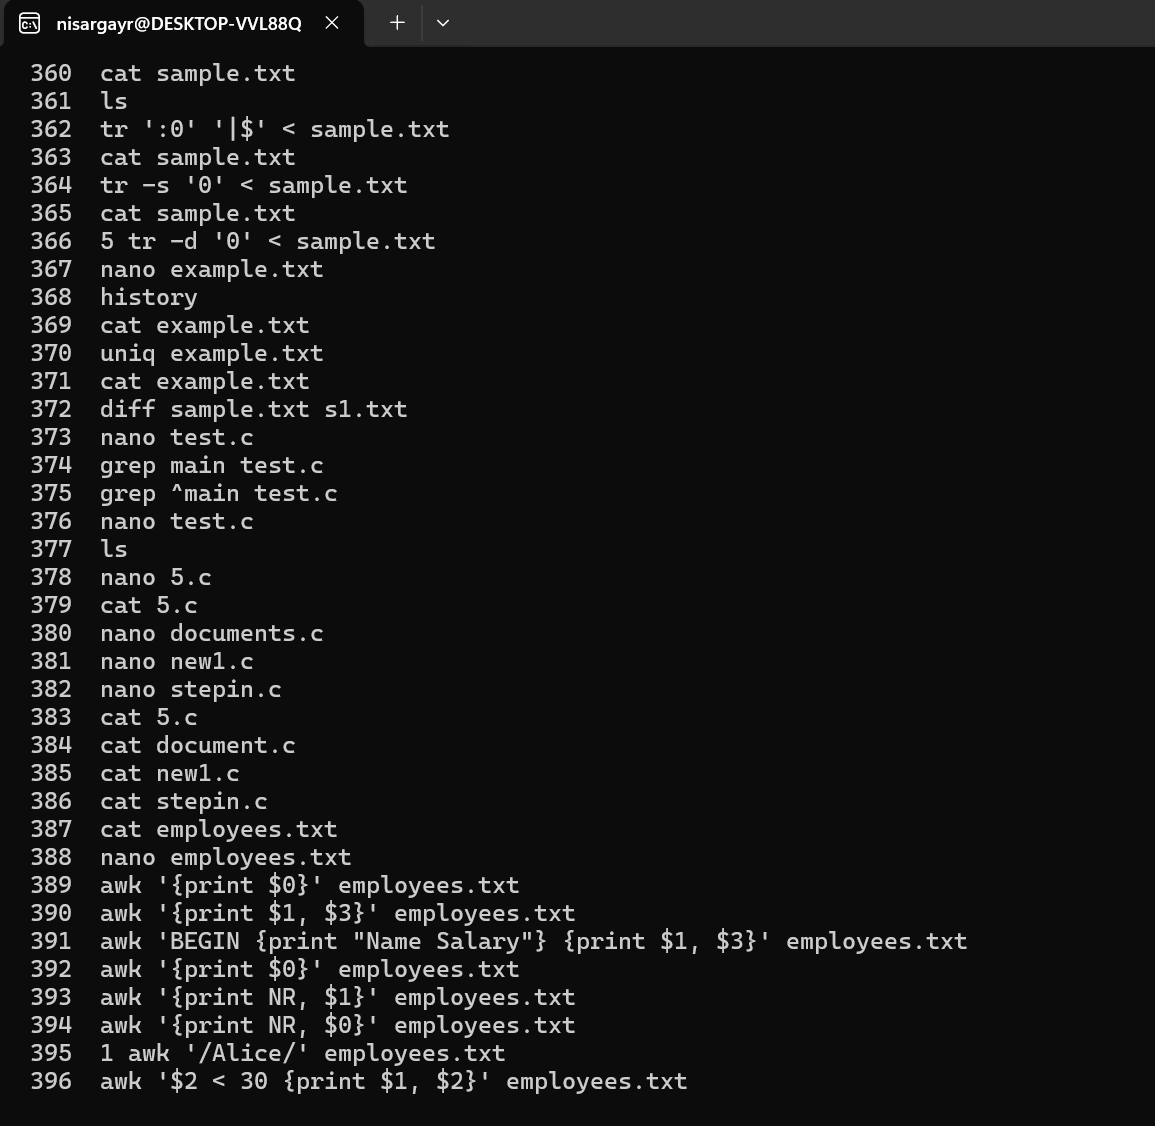 nisargayr@DESKTOP-VVL88Q
360 cat sample.txt
361 ls
362 tr ':0' '|$' < sample.txt
363 cat sample.txt
364 tr -s '0' < sample.txt
365 cat sample.txt
366 5 tr -d '0' < sample.txt
367 nano example.txt
368 history
369 cat example.txt
370 uniq example.txt
371 cat example.txt
372 diff sample.txt s1.txt
373 nano test.c
374 grep main test.c
375 grep ^main test.c
376 nano test.c
377 ls
378 nano 5.c
379 cat 5.c
380 nano documents.c
381 nano new1.c
382 nano stepin.c
383 cat 5.c
384 cat document.c
385 cat new1.c
386 cat stepin.c
387 cat employees.txt
388 nano employees.txt
389 awk '{print $0}' employees.txt
390 awk '{print $1, $3}' employees.txt
391 awk 'BEGIN {print "Name Salary"} {print $1, $3}' employees.txt
392 awk '{print $0}' employees.txt
393 awk '{print NR, $1}' employees.txt
394 awk '{print NR, $0}' employees.txt
395 1 awk '/Alice/' employees.txt
396 awk '$2 < 30 {print $1, $2}' employees.txt